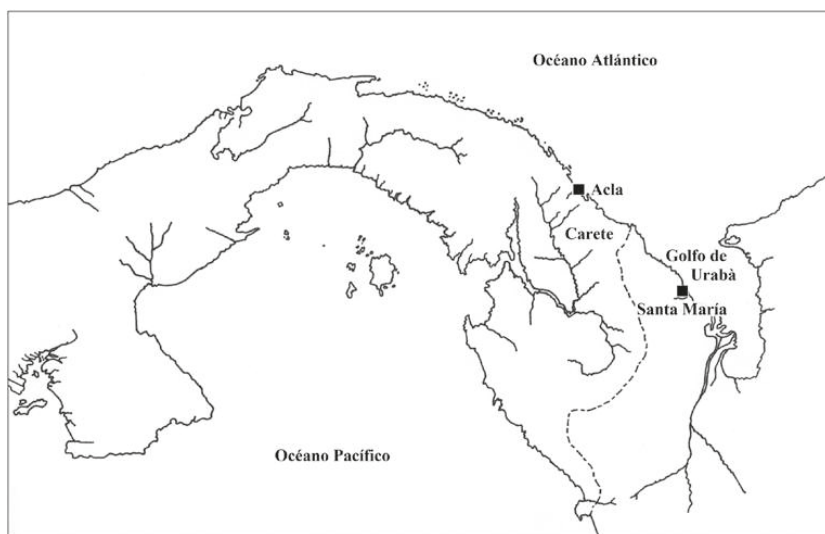 Océano Atlántico
Acla
Carete
Golfo de
Urabà
Santa María
Océano Pacífico